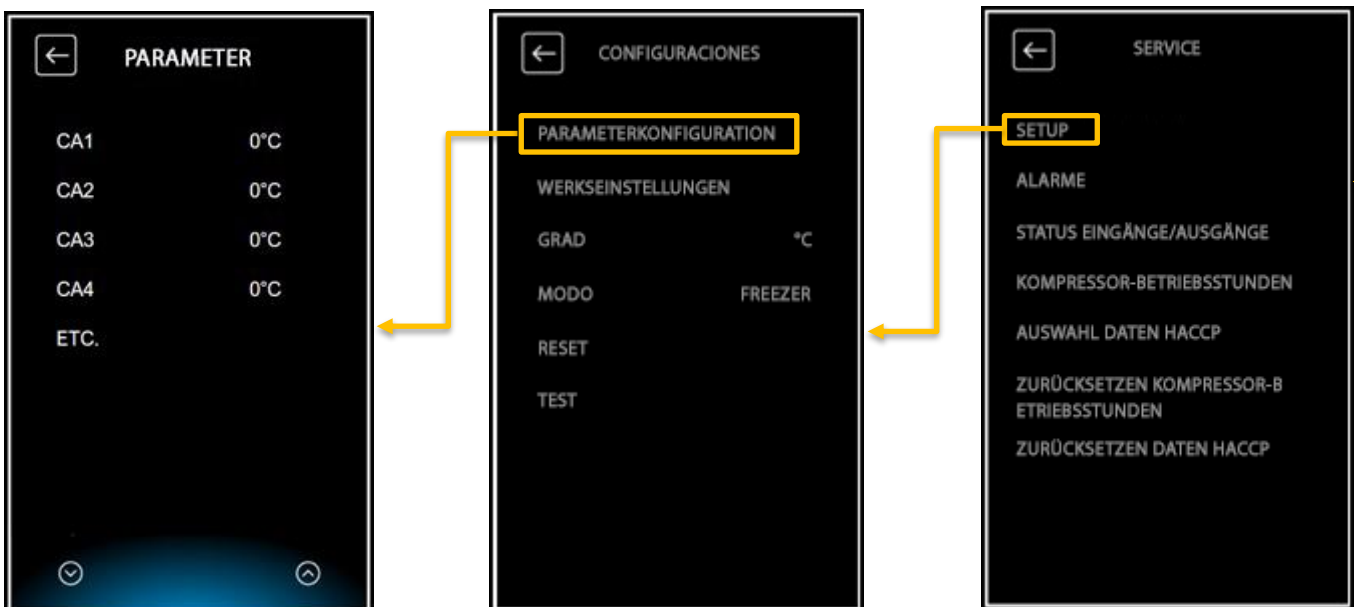 PARAMETER
CA1 0°C
CA2 0°C
CA3 0°C
CA4 0°C
ETC.
CONFIGURACIONES
PARAMETERKONFIGURATION
WERKSEINSTELLUNGEN
GRAD °C
MODO FREEZER
RESET
TEST
SERVICE
SETUP
ALARME
STATUS EINGÄNGE/AUSGÄNGE
KOMPRESSOR-BETRIEBSSTUNDEN
AUSWAHL DATEN HACCP
ZURÜCKSETZEN KOMPRESSOR-B
ETRIEBSSTUNDEN
ZURÜCKSETZEN DATEN HACCP